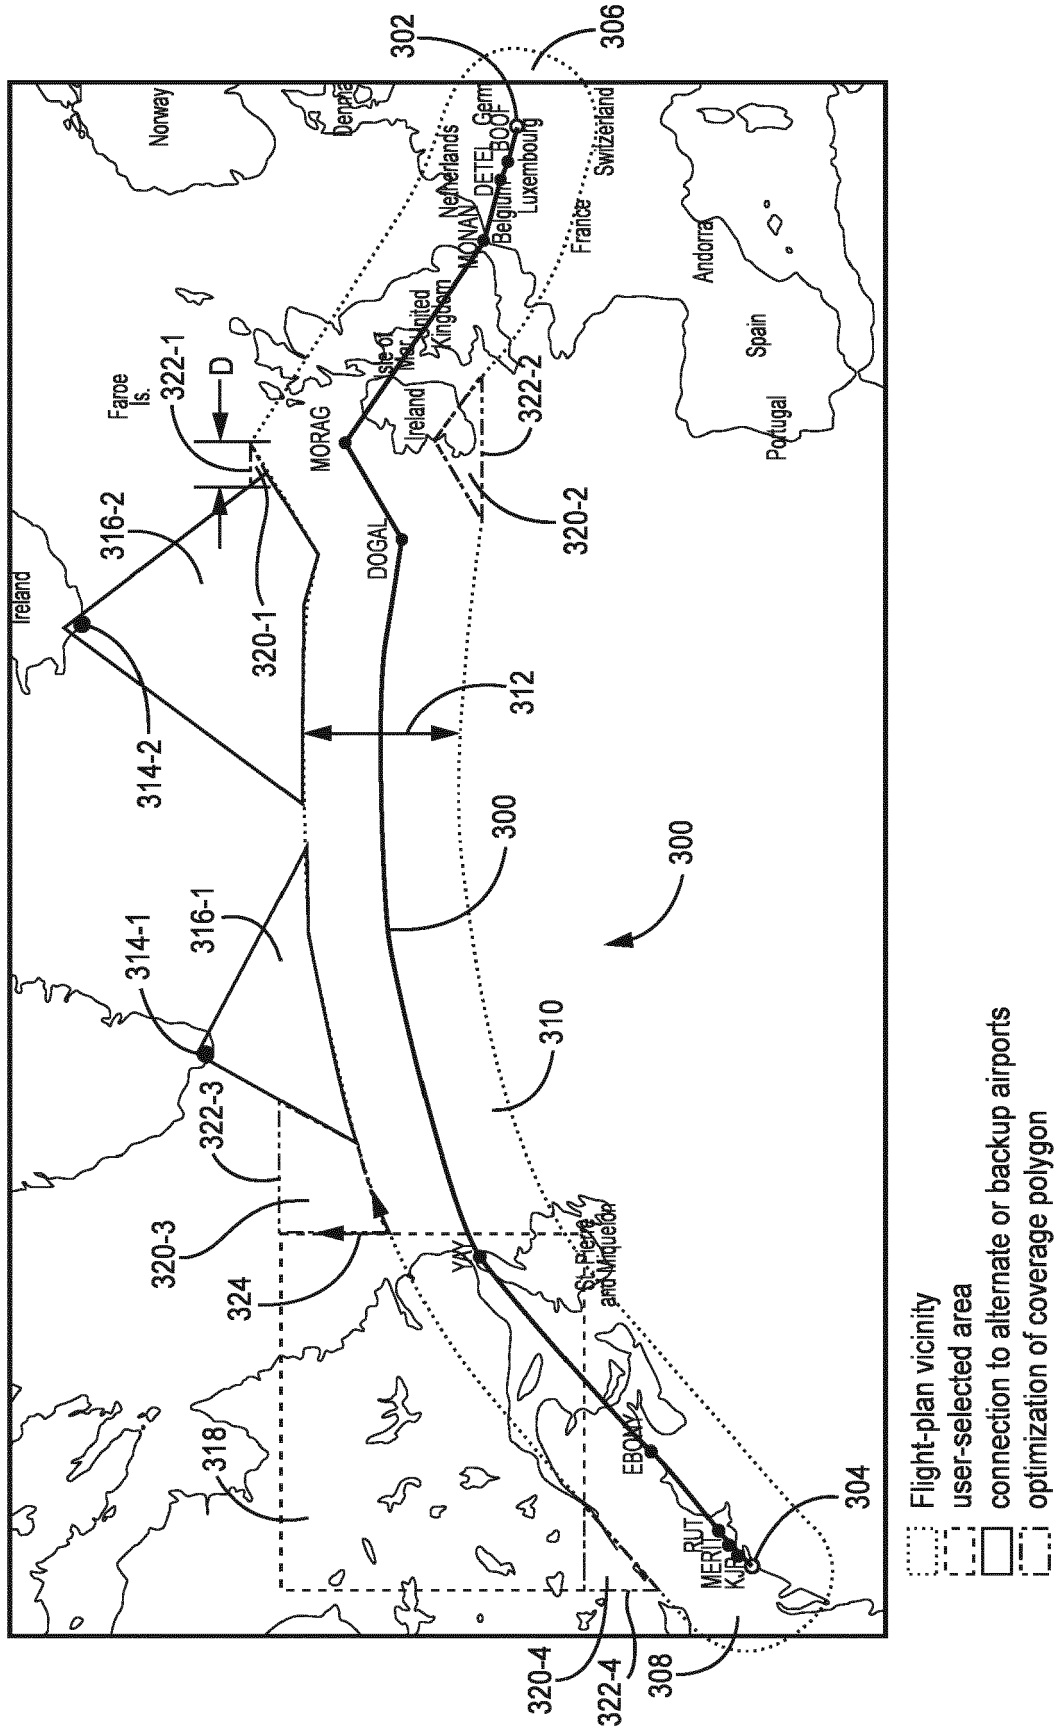 Norway
Denma
Germ
Netherlands
BOOF
DETEL
Belgium
Luxembourg
Switzerland
France
MONAN
United
Kingdom
Isle of
Man
Ireland
Andorra
Spain
Portugal
Faroe
Is.
MORAG
DOGAL
Ireland
YAY
St. Pierre
and Miquelon
EBONY
RUT
MERIT
KJF
302
306
322-1
D
316-2
320-1
322-2
320-2
314-2
312
300
300
316-1
314-1
310
322-3
320-3
324
318
304
320-4
322-4
308
Flight-plan vicinity
user-selected area
connection to alternate or backup airports
optimization of coverage polygon